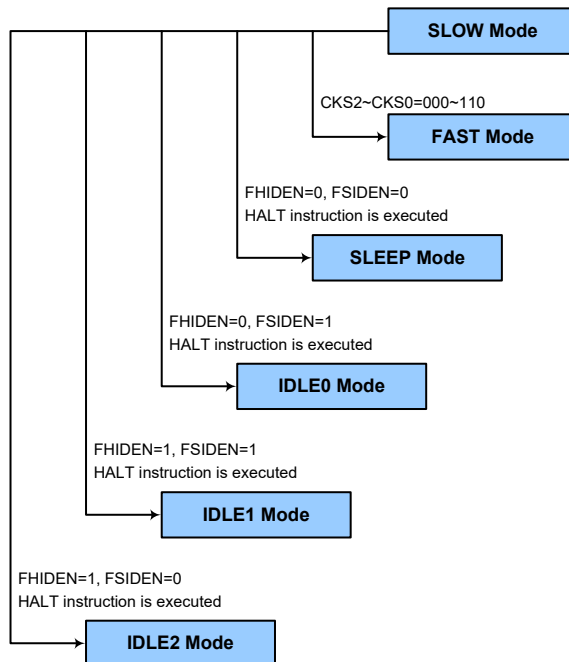 SLOW Mode
CKS2~CKS0=000~110
FAST Mode
FHIDEN=0, FSIDEN=0
HALT instruction is executed
SLEEP Mode
FHIDEN=0, FSIDEN=1
HALT instruction is executed
IDLE0 Mode
FHIDEN=1, FSIDEN=1
HALT instruction is executed
IDLE1 Mode
FHIDEN=1, FSIDEN=0
HALT instruction is executed
IDLE2 Mode